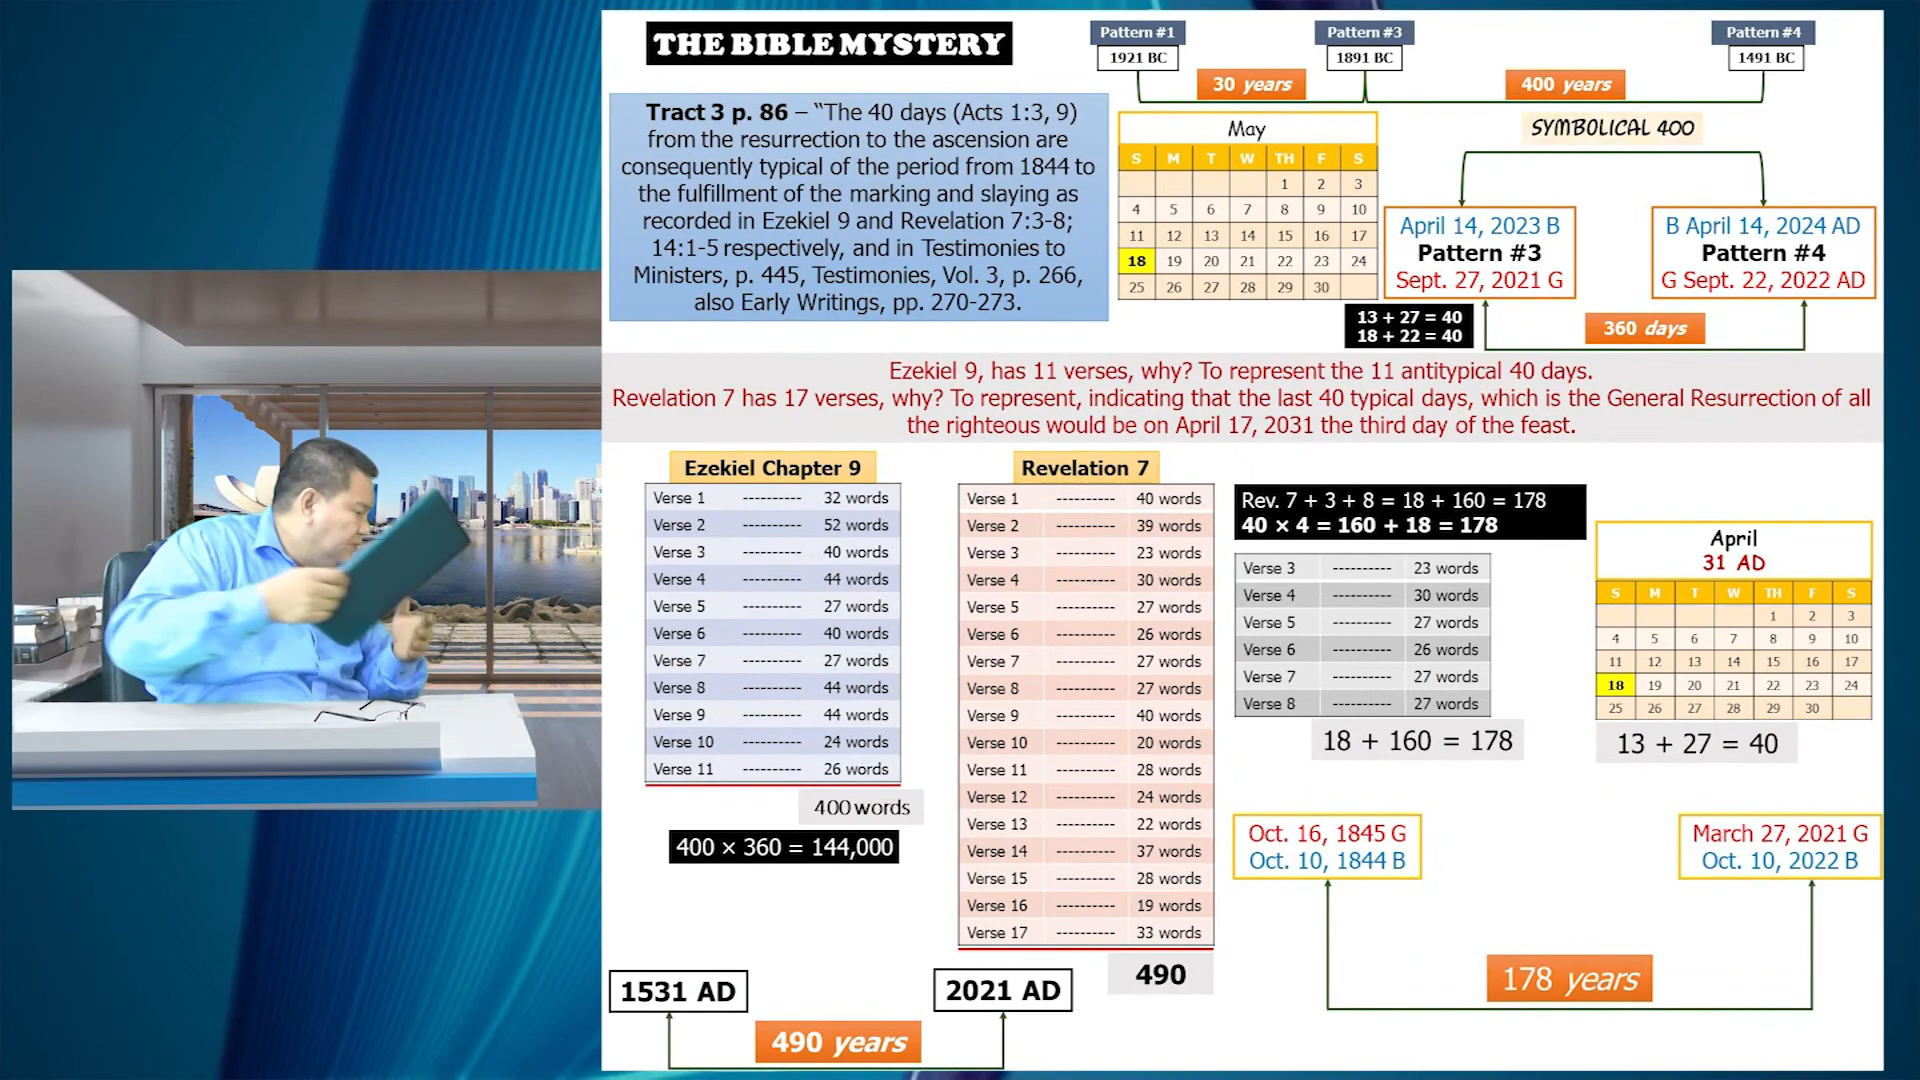 THE BIBLE MYSTERY
Pattern #1
1921 BC
Pattern #3
1891 BC
Pattern #4
1491 BC
30 years
400 years
Tract 3 p. 86 – “The 40 days (Acts 1:3, 9)
from the resurrection to the ascension are
consequently typical of the period from 1844 to
the fulfillment of the marking and slaying as
recorded in Ezekiel 9 and Revelation 7:3-8;
14:1-5 respectively, and in Testimonies to
Ministers, p. 445, Testimonies, Vol. 3, p. 266,
also Early Writings, pp. 270-273.
May
S M T W TH F S
1 2 3
4 5 6 7 8 9 10
11 12 13 14 15 16 17
18 19 20 21 22 23 24
25 26 27 28 29 30
SYMBOLICAL 400
April 14, 2023 B
Pattern #3
Sept. 27, 2021 G
B April 14, 2024 AD
Pattern #4
G Sept. 22, 2022 AD
13 + 27 = 40
18 + 22 = 40
360 days
Ezekiel 9, has 11 verses, why? To represent the 11 antitypical 40 days.
Revelation 7 has 17 verses, why? To represent, indicating that the last 40 typical days, which is the General Resurrection of all
the righteous would be on April 17, 2031 the third day of the feast.
Ezekiel Chapter 9
Verse 1 ---------- 32 words
Verse 2 ---------- 52 words
Verse 3 ---------- 40 words
Verse 4 ---------- 44 words
Verse 5 ---------- 27 words
Verse 6 ---------- 40 words
Verse 7 ---------- 27 words
Verse 8 ---------- 44 words
Verse 9 ---------- 44 words
Verse 10 ---------- 24 words
Verse 11 ---------- 26 words
400 words
400 × 360 = 144,000
Revelation 7
Verse 1 ---------- 40 words
Verse 2 ---------- 39 words
Verse 3 ---------- 23 words
Verse 4 ---------- 30 words
Verse 5 ---------- 27 words
Verse 6 ---------- 26 words
Verse 7 ---------- 27 words
Verse 8 ---------- 27 words
Verse 9 ---------- 40 words
Verse 10 ---------- 20 words
Verse 11 ---------- 28 words
Verse 12 ---------- 24 words
Verse 13 ---------- 22 words
Verse 14 ---------- 37 words
Verse 15 ---------- 28 words
Verse 16 ---------- 19 words
Verse 17 ---------- 33 words
490
Rev. 7 + 3 + 8 = 18 + 160 = 178
40 × 4 = 160 + 18 = 178
Verse 3 ---------- 23 words
Verse 4 ---------- 30 words
Verse 5 ---------- 27 words
Verse 6 ---------- 26 words
Verse 7 ---------- 27 words
Verse 8 ---------- 27 words
18 + 160 = 178
April
31 AD
S M T W TH F S
1 2 3
4 5 6 7 8 9 10
11 12 13 14 15 16 17
18 19 20 21 22 23 24
25 26 27 28 29 30
13 + 27 = 40
Oct. 16, 1845 G
Oct. 10, 1844 B
March 27, 2021 G
Oct. 10, 2022 B
178 years
1531 AD
2021 AD
490 years